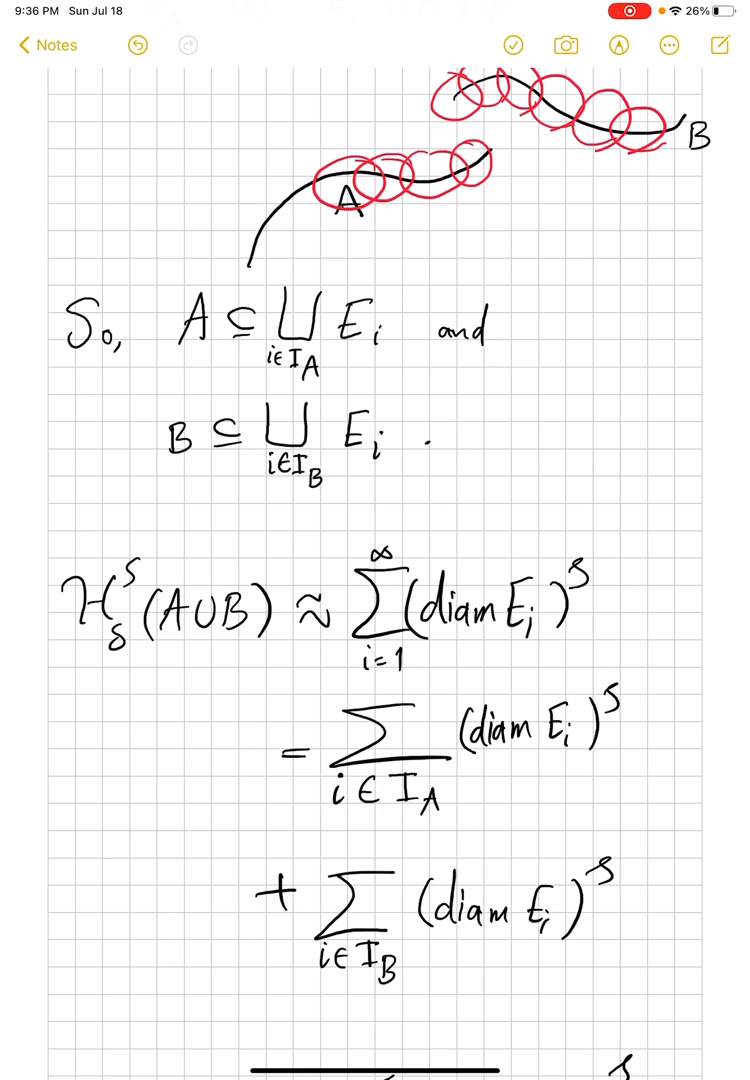 9:36 PM Sun Jul 18 26%
Notes
B
A
So, A ⊆ ⋃ E_i and
i∈I_A
B ⊆ ⋃ E_i .
i∈I_B
∞
H^s_δ (A∪B) ≈ ∑ (diam E_i)^s
i=1
= ∑ (diam E_i)^s
i ∈ I_A
+ ∑ (diam E_i)^s
i∈ I_B